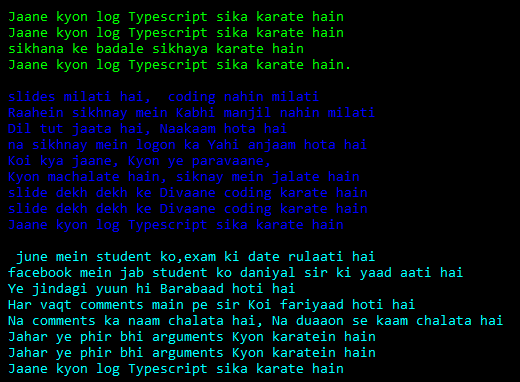 Jaane kyon log Typescript sika karate hain
Jaane kyon log Typescript sika karate hain
sikhana ke badale sikhaya karate hain
Jaane kyon log Typescript sika karate hain.
slides milati hai,  coding nahin milati
Raahein sikhnay mein Kabhi manjil nahin milati
Dil tut jaata hai, Naakaam hota hai
na sikhnay mein logon ka Yahi anjaam hota hai
Koi kya jaane, Kyon ye paravaane,
Kyon machalate hain, siknay mein jalate hain
slide dekh dekh ke Divaane coding karate hain
slide dekh dekh ke Divaane coding karate hain
Jaane kyon log Typescript sika karate hain
june mein student ko,exam ki date rulaati hai
facebook mein jab student ko daniyal sir ki yaad aati hai
Ye jindagi yuun hi Barabaad hoti hai
Har vaqt comments main pe sir Koi fariyaad hoti hai
Na comments ka naam chalata hai, Na duaaon se kaam chalata hai
Jahar ye phir bhi arguments Kyon karatein hain
Jahar ye phir bhi arguments Kyon karatein hain
Jaane kyon log Typescript sika karate hain